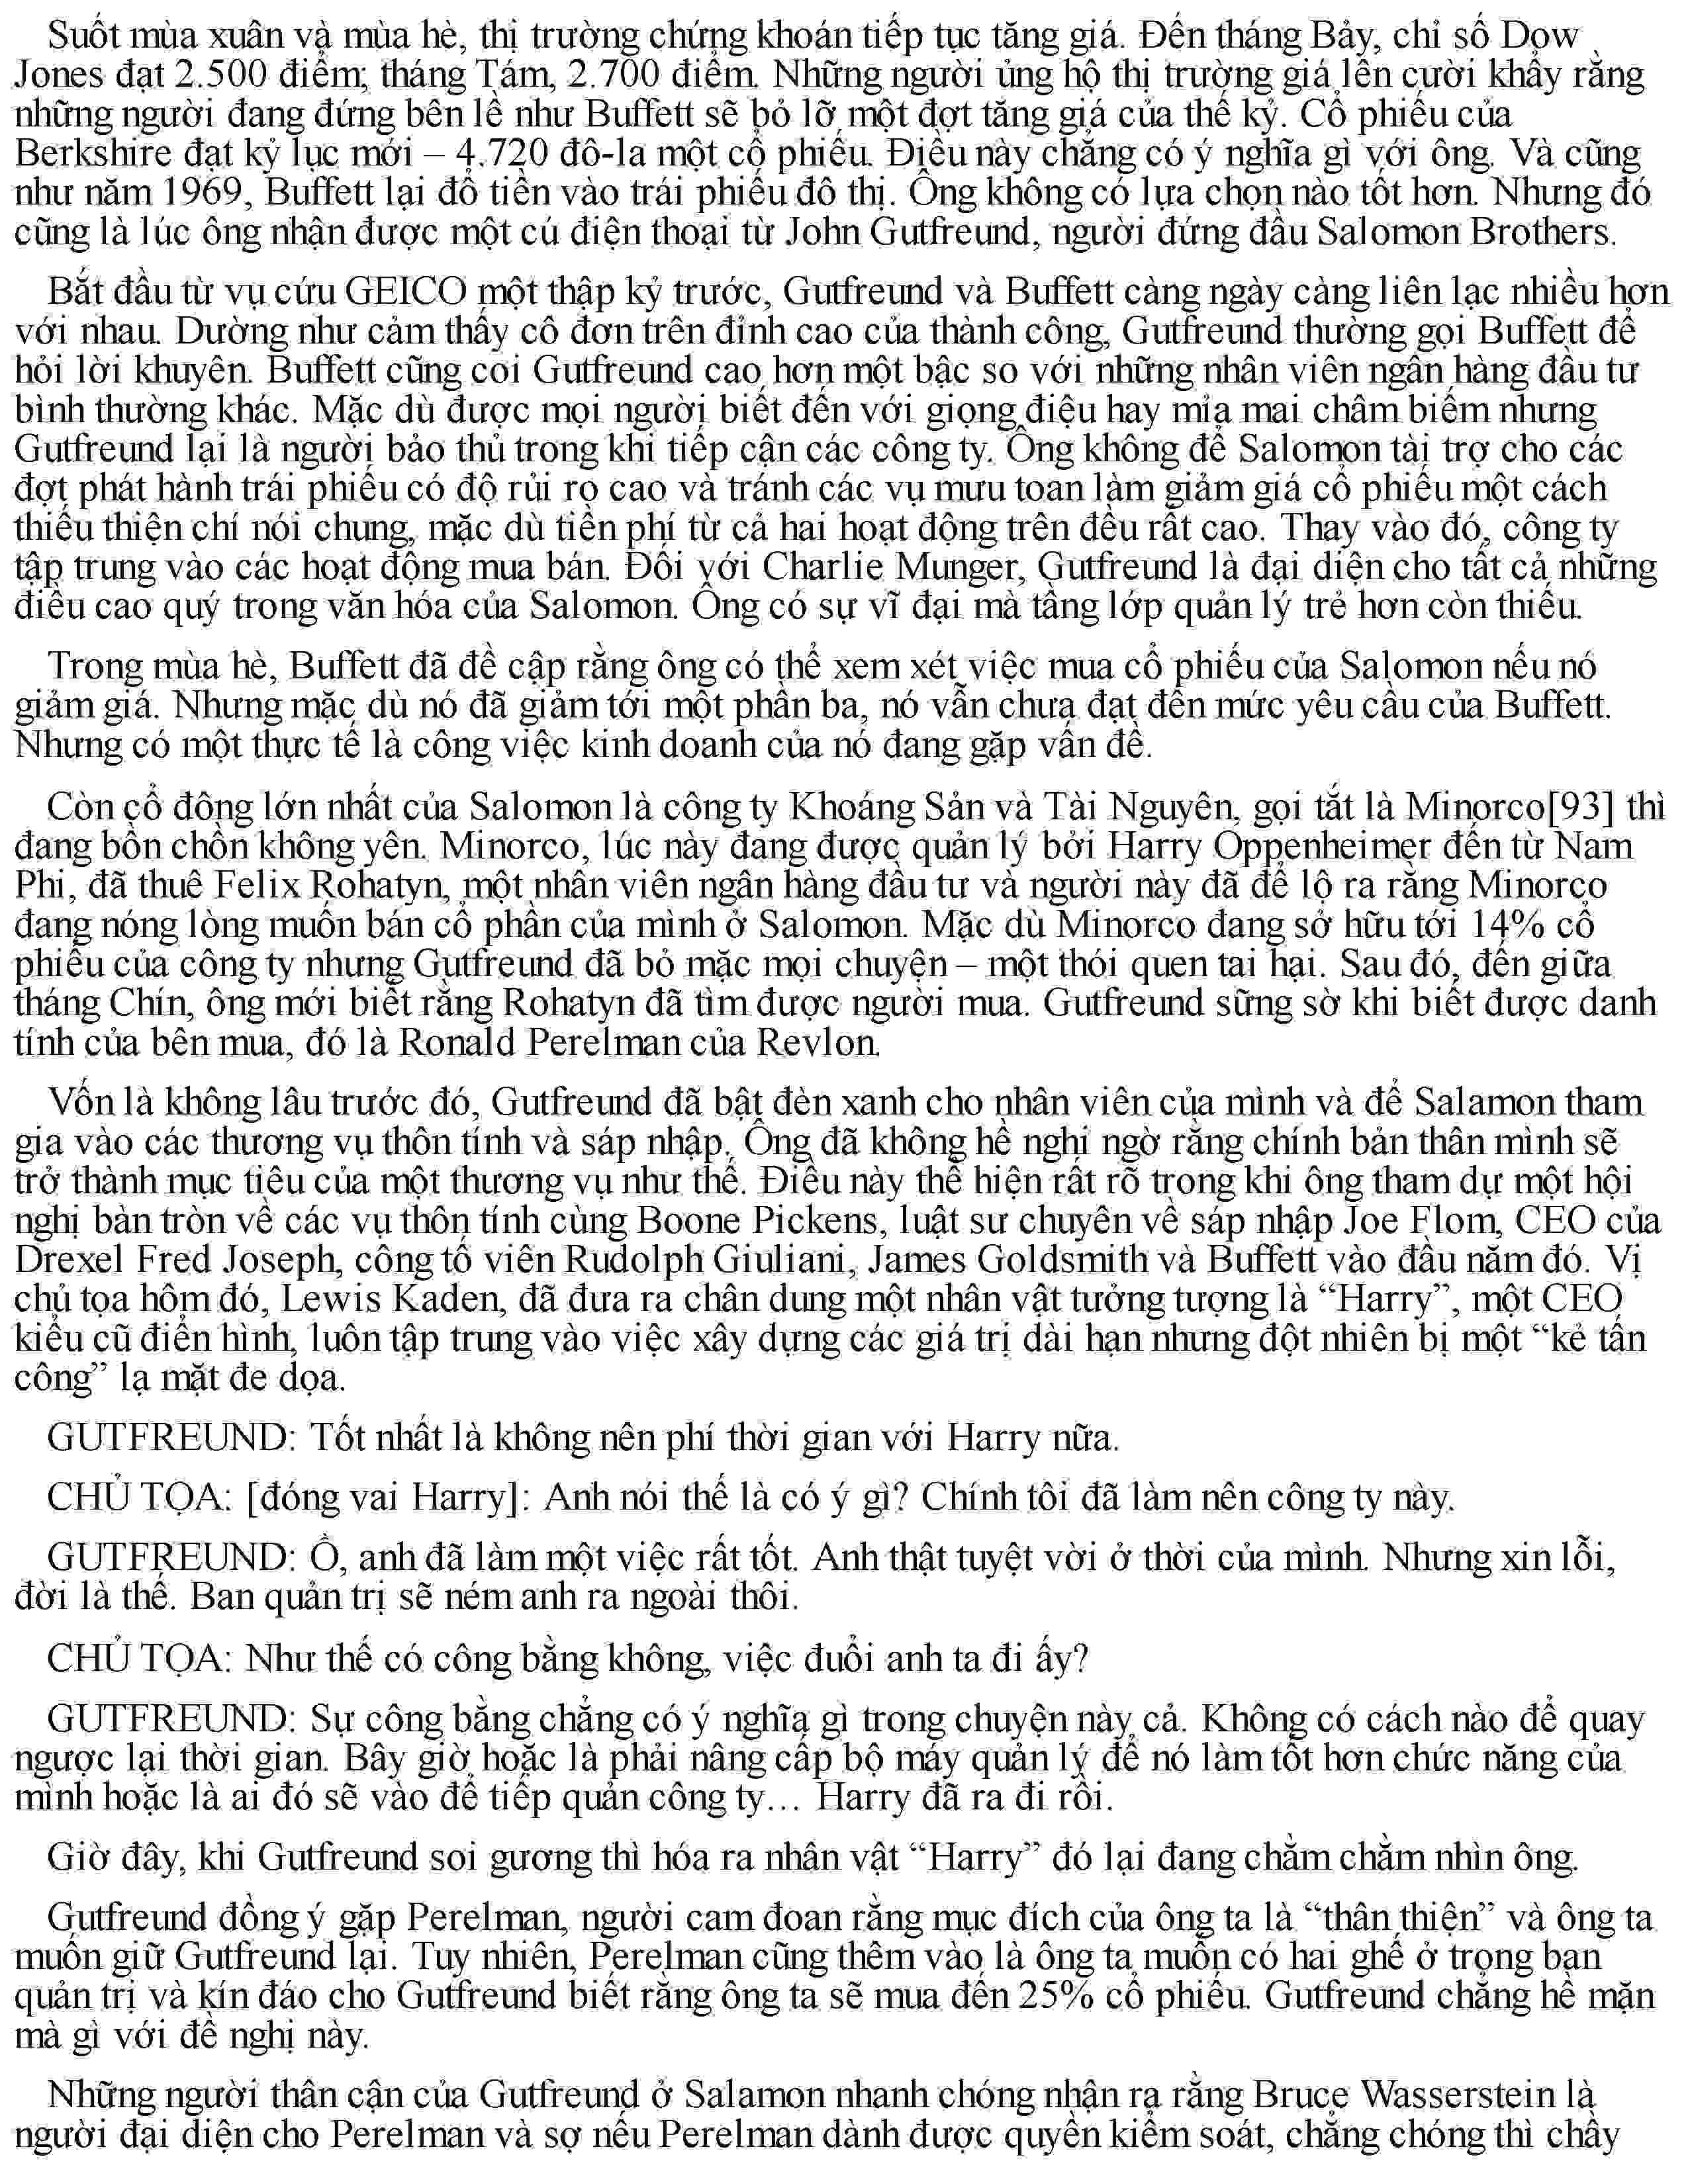 Suốt mùa xuân và mùa hè, thị trường chứng khoán tiếp tục tăng giá. Đến tháng Bảy, chỉ số Dow
Jones đạt 2.500 điểm; tháng Tám, 2.700 điểm. Những người ủng hộ thị trường giá lên cười khẩy rằng
những người đang đứng bên lề như Buffett sẽ bỏ lỡ một đợt tăng giá của thế kỷ. Cổ phiếu của
Berkshire đạt kỷ lục mới – 4.720 đô-la một cổ phiếu. Điều này chẳng có ý nghĩa gì với ông. Và cũng
như năm 1969, Buffett lại đổ tiền vào trái phiếu đô thị. Ông không có lựa chọn nào tốt hơn. Nhưng đó
cũng là lúc ông nhận được một cú điện thoại từ John Gutfreund, người đứng đầu Salomon Brothers.
Bắt đầu từ vụ cứu GEICO một thập kỷ trước, Gutfreund và Buffett càng ngày càng liên lạc nhiều hơn
với nhau. Dường như cảm thấy cô đơn trên đỉnh cao của thành công, Gutfreund thường gọi Buffett để
hỏi lời khuyên. Buffett cũng coi Gutfreund cao hơn một bậc so với những nhân viên ngân hàng đầu tư
bình thường khác. Mặc dù được mọi người biết đến với giọng điệu hay mỉa mai châm biếm nhưng
Gutfreund lại là người bảo thủ trong khi tiếp cận các công ty. Ông không để Salomon tài trợ cho các
đợt phát hành trái phiếu có độ rủi ro cao và tránh các vụ mưu toan làm giảm giá cổ phiếu một cách
thiếu thiện chí nói chung, mặc dù tiền phí từ cả hai hoạt động trên đều rất cao. Thay vào đó, công ty
tập trung vào các hoạt động mua bán. Đối với Charlie Munger, Gutfreund là đại diện cho tất cả những
điều cao quý trong văn hóa của Salomon. Ông có sự vĩ đại mà tầng lớp quản lý trẻ hơn còn thiếu.
Trong mùa hè, Buffett đã đề cập rằng ông có thể xem xét việc mua cổ phiếu của Salomon nếu nó
giảm giá. Nhưng mặc dù nó đã giảm tới một phần ba, nó vẫn chưa đạt đến mức yêu cầu của Buffett.
Nhưng có một thực tế là công việc kinh doanh của nó đang gặp vấn đề.
Còn cổ đông lớn nhất của Salomon là công ty Khoáng Sản và Tài Nguyên, gọi tắt là Minorco[93] thì
đang bồn chồn không yên. Minorco, lúc này đang được quản lý bởi Harry Oppenheimer đến từ Nam
Phi, đã thuê Felix Rohatyn, một nhân viên ngân hàng đầu tư và người này đã để lộ ra rằng Minorco
đang nóng lòng muốn bán cổ phần của mình ở Salomon. Mặc dù Minorco đang sở hữu tới 14% cổ
phiếu của công ty nhưng Gutfreund đã bỏ mặc mọi chuyện – một thói quen tai hại. Sau đó, đến giữa
tháng Chín, ông mới biết rằng Rohatyn đã tìm được người mua. Gutfreund sững sờ khi biết được danh
tính của bên mua, đó là Ronald Perelman của Revlon.
Vốn là không lâu trước đó, Gutfreund đã bật đèn xanh cho nhân viên của mình và để Salamon tham
gia vào các thương vụ thôn tính và sáp nhập. Ông đã không hề nghi ngờ rằng chính bản thân mình sẽ
trở thành mục tiêu của một thương vụ như thế. Điều này thể hiện rất rõ trong khi ông tham dự một hội
nghị bàn tròn về các vụ thôn tính cùng Boone Pickens, luật sư chuyên về sáp nhập Joe Flom, CEO của
Drexel Fred Joseph, công tố viên Rudolph Giuliani, James Goldsmith và Buffett vào đầu năm đó. Vị
chủ tọa hôm đó, Lewis Kaden, đã đưa ra chân dung một nhân vật tưởng tượng là “Harry”, một CEO
kiểu cũ điển hình, luôn tập trung vào việc xây dựng các giá trị dài hạn nhưng đột nhiên bị một “kẻ tấn
công” lạ mặt đe dọa.
GUTFREUND: Tốt nhất là không nên phí thời gian với Harry nữa.
CHỦ TỌA: [đóng vai Harry]: Anh nói thế là có ý gì? Chính tôi đã làm nên công ty này.
GUTFREUND: Ồ, anh đã làm một việc rất tốt. Anh thật tuyệt vời ở thời của mình. Nhưng xin lỗi,
đời là thế. Ban quản trị sẽ ném anh ra ngoài thôi.
CHỦ TỌA: Như thế có công bằng không, việc đuổi anh ta đi ấy?
GUTFREUND: Sự công bằng chẳng có ý nghĩa gì trong chuyện này cả. Không có cách nào để quay
ngược lại thời gian. Bây giờ hoặc là phải nâng cấp bộ máy quản lý để nó làm tốt hơn chức năng của
mình hoặc là ai đó sẽ vào để tiếp quản công ty… Harry đã ra đi rồi.
Giờ đây, khi Gutfreund soi gương thì hóa ra nhân vật “Harry” đó lại đang chằm chằm nhìn ông.
Gutfreund đồng ý gặp Perelman, người cam đoan rằng mục đích của ông ta là “thân thiện” và ông ta
muốn giữ Gutfreund lại. Tuy nhiên, Perelman cũng thêm vào là ông ta muốn có hai ghế ở trong ban
quản trị và kín đáo cho Gutfreund biết rằng ông ta sẽ mua đến 25% cổ phiếu. Gutfreund chẳng hề mặn
mà gì với đề nghị này.
Những người thân cận của Gutfreund ở Salamon nhanh chóng nhận ra rằng Bruce Wasserstein là
người đại diện cho Perelman và sợ nếu Perelman dành được quyền kiểm soát, chẳng chóng thì chầy